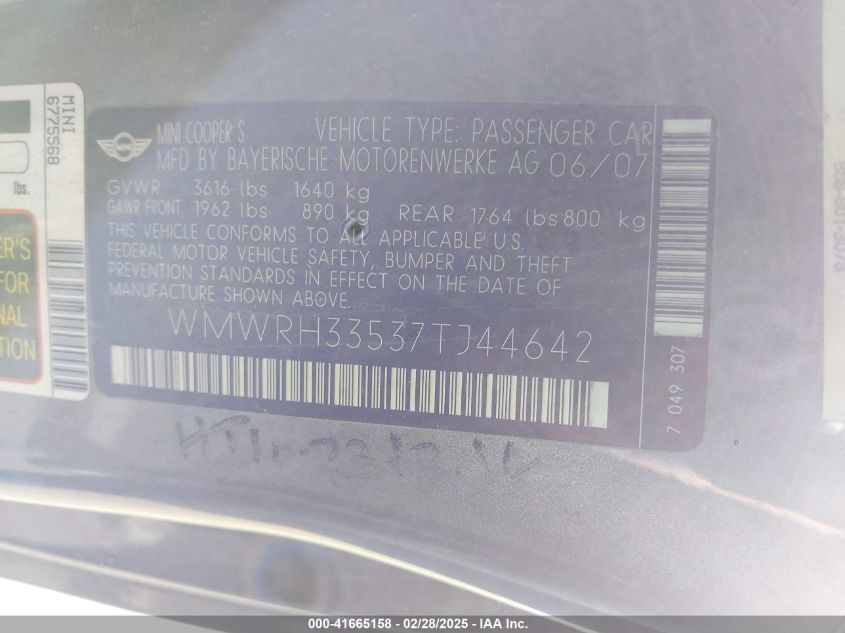 MINI
6775568
lbs.
ER'S
FOR
NAL
TION
MINI COOPER S VEHICLE TYPE: PASSENGER CAR
MFD BY BAYERISCHE MOTORENWERKE AG 06/07
GVWR 3616 lbs 1640 kg
GAWR FRONT 1962 lbs 890 kg REAR 1764 lbs 800 kg
THIS VEHICLE CONFORMS TO ALL APPLICABLE U.S.
FEDERAL MOTOR VEHICLE SAFETY, BUMPER AND THEFT
PREVENTION STANDARDS IN EFFECT ON THE DATE OF
MANUFACTURE SHOWN ABOVE.
WMWRH33537TJ44642
7 049 307
000-41665158 - 02/28/2025 - IAA Inc.